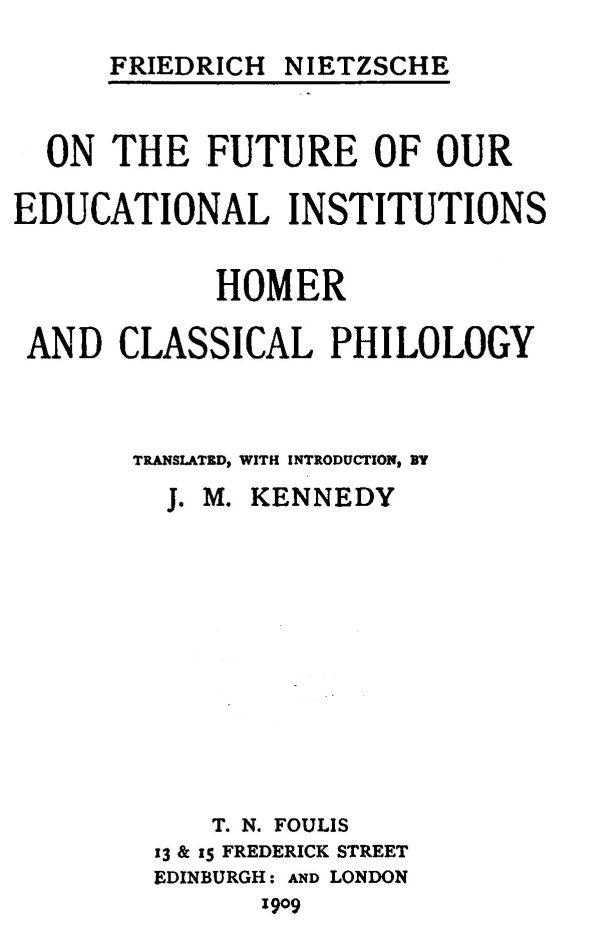 FRIEDRICH NIETZSCHE
ON THE FUTURE OF OUR
EDUCATIONAL INSTITUTIONS
HOMER
AND CLASSICAL PHILOLOGY
TRANSLATED, WITH INTRODUCTION, BY
J. M. KENNEDY
T. N. FOULIS
13 & 15 FREDERICK STREET
EDINBURGH: AND LONDON
1909